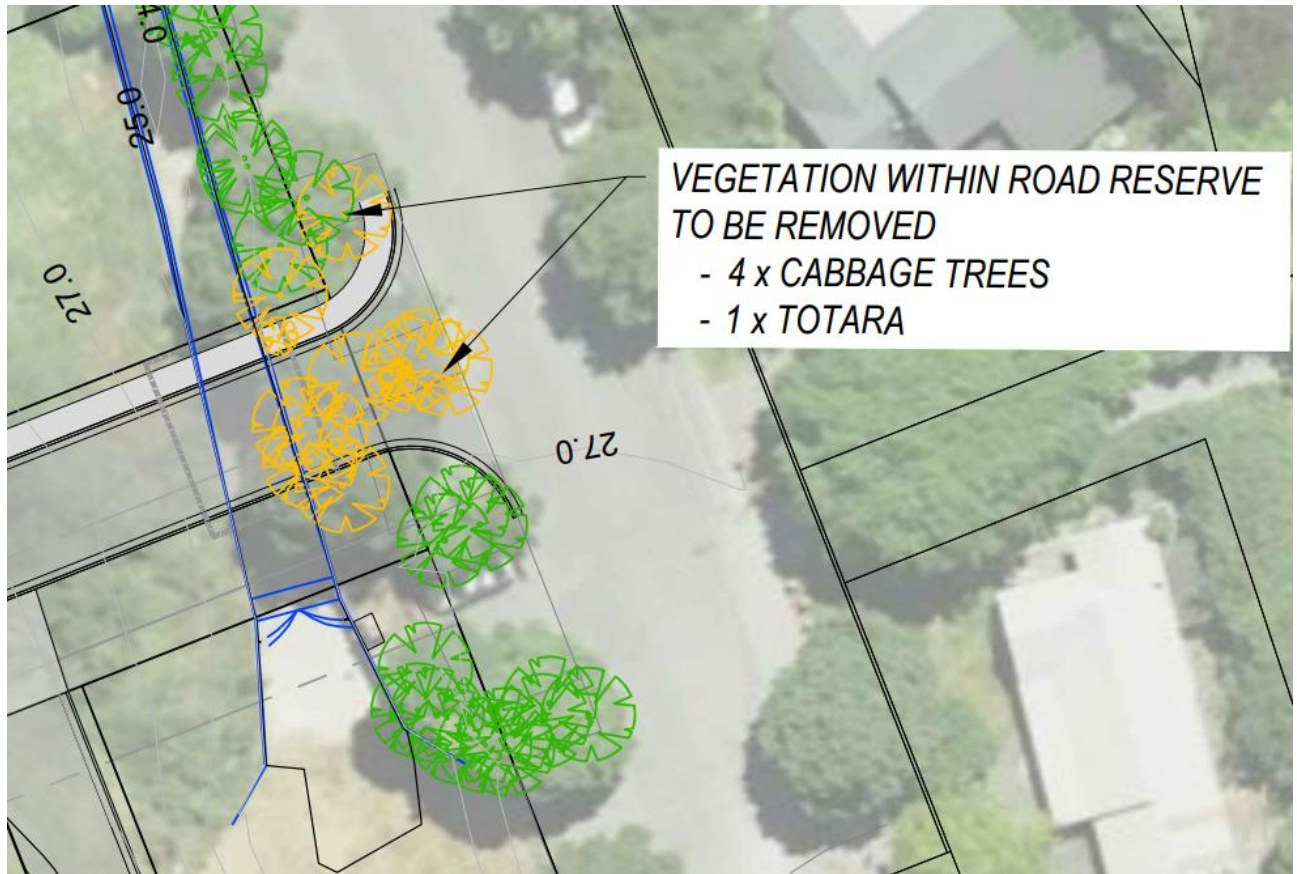 25.0
27.0
VEGETATION WITHIN ROAD RESERVE
TO BE REMOVED
- 4 x CABBAGE TREES
- 1 x TOTARA
27.0